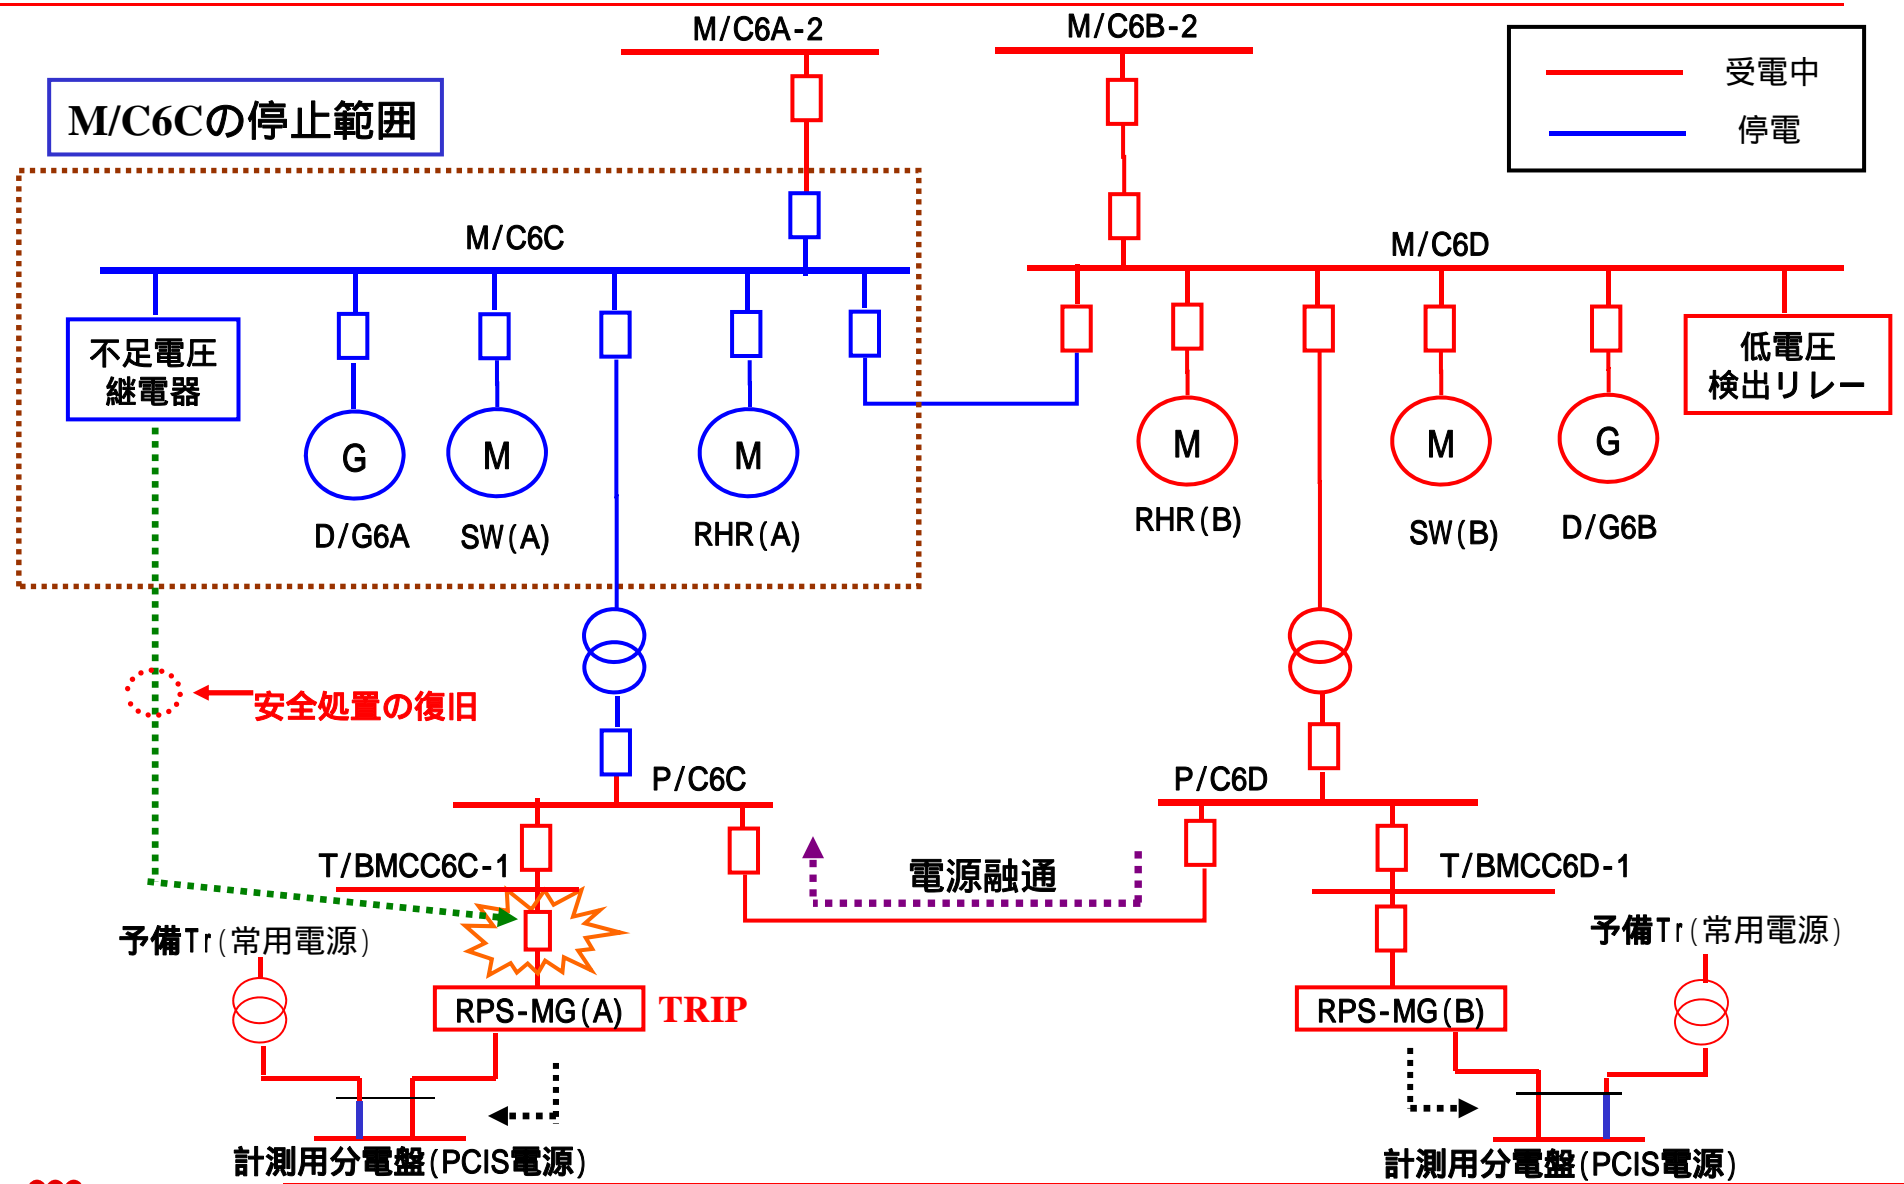 M/C6A-2
M/C6B-2
受電中
停電
M/C6Cの停止範囲
M/C6C
M/C6D
不足電圧
継電器
低電圧
検出リレー
G
M
M
M
M
G
D/G6A
SW(A)
RHR(A)
RHR(B)
SW(B)
D/G6B
安全処置の復旧
P/C6C
P/C6D
T/BMCC6C-1
電源融通
T/BMCC6D-1
予備Tr(常用電源)
予備Tr(常用電源)
RPS-MG(A)
TRIP
RPS-MG(B)
計測用分電盤(PCIS電源)
計測用分電盤(PCIS電源)